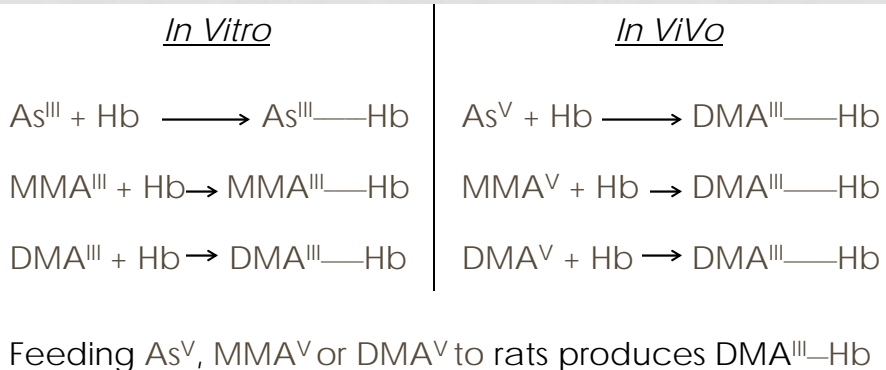 In Vitro
In ViVo
Asᴵᴵᴵ + Hb → Asᴵᴵᴵ—Hb
Asⱽ + Hb → DMAᴵᴵᴵ—Hb
MMAᴵᴵᴵ + Hb → MMAᴵᴵᴵ—Hb
MMAⱽ + Hb → DMAᴵᴵᴵ—Hb
DMAᴵᴵᴵ + Hb → DMAᴵᴵᴵ—Hb
DMAⱽ + Hb → DMAᴵᴵᴵ—Hb
Feeding Asⱽ, MMAⱽ or DMAⱽ to rats produces DMAᴵᴵᴵ—Hb